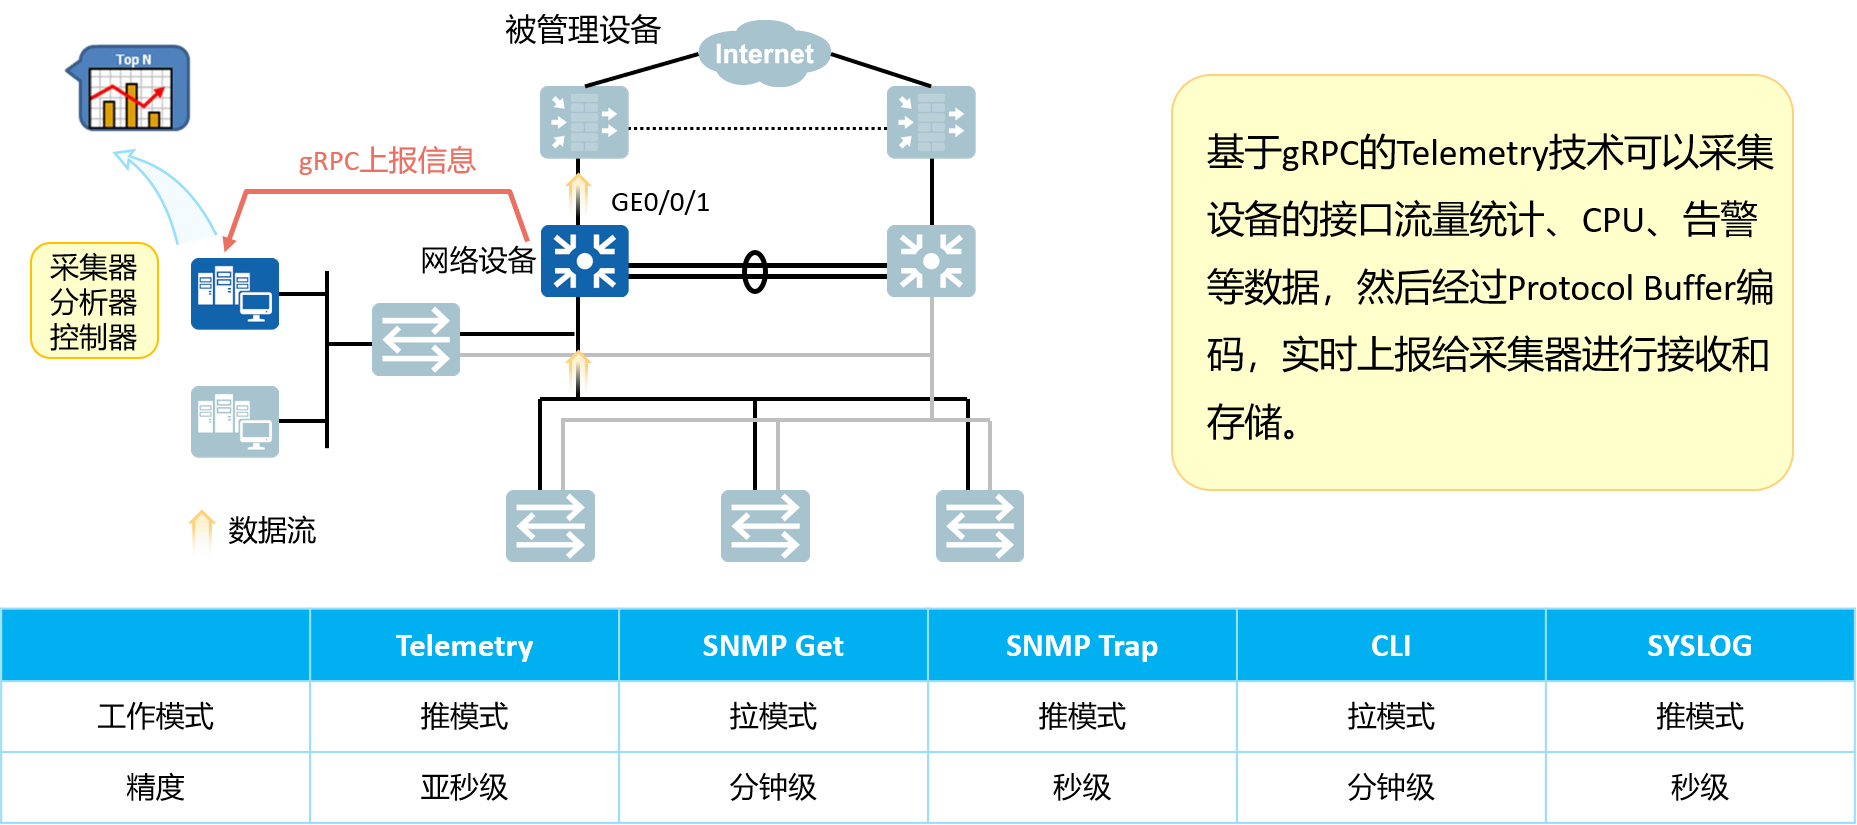 被管理设备
Internet
Top N
gRPC上报信息
GE0/0/1
网络设备
采集器
分析器
控制器
数据流
基于gRPC的Telemetry技术可以采集
设备的接口流量统计、CPU、告警
等数据，然后经过Protocol Buffer编
码，实时上报给采集器进行接收和
存储。
Telemetry SNMP Get SNMP Trap CLI SYSLOG
工作模式 推模式 拉模式 推模式 拉模式 推模式
精度 亚秒级 分钟级 秒级 分钟级 秒级